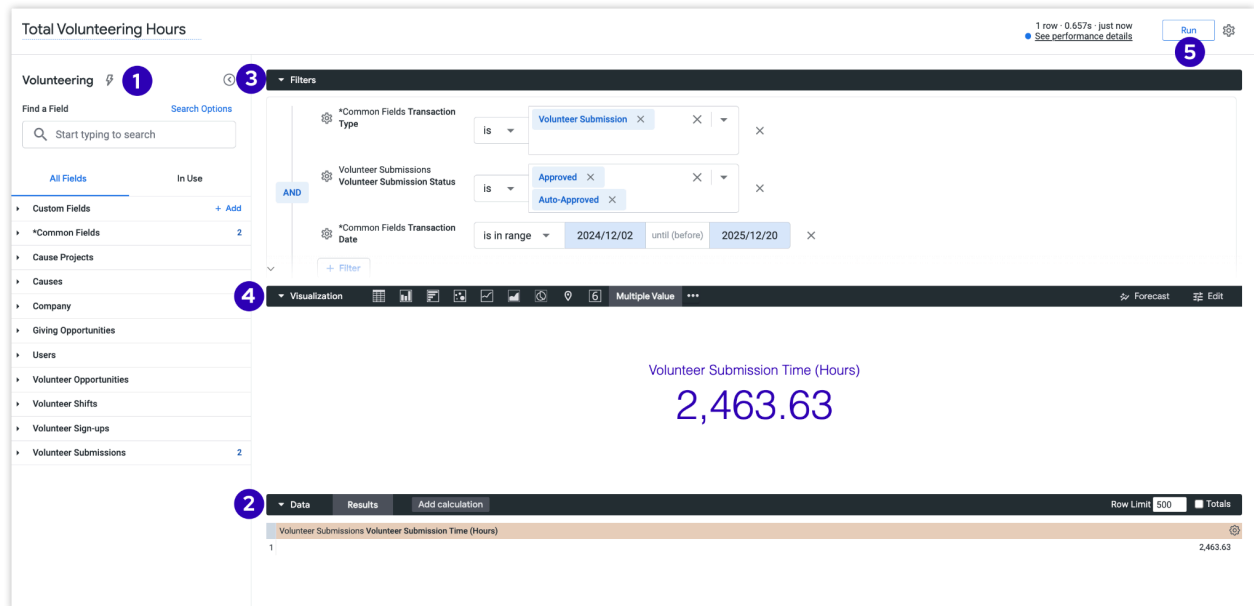 Total Volunteering Hours
1 row · 0.657s · just now
See performance details
Run
5
Volunteering
1
Find a Field
Search Options
Start typing to search
All Fields
In Use
Custom Fields
+ Add
*Common Fields
2
Cause Projects
Causes
Company
Giving Opportunities
Users
Volunteer Opportunities
Volunteer Shifts
Volunteer Sign-ups
Volunteer Submissions
2
3
Filters
AND
*Common Fields Transaction
Type
is
Volunteer Submission
Volunteer Submissions
Volunteer Submission Status
is
Approved
Auto-Approved
*Common Fields Transaction
Date
is in range
2024/12/02
until (before)
2025/12/20
+ Filter
4
Visualization
6
Multiple Value
Forecast
Edit
Volunteer Submission Time (Hours)
2,463.63
2
Data
Results
Add calculation
Row Limit
500
Totals
Volunteer Submissions Volunteer Submission Time (Hours)
1
2,463.63